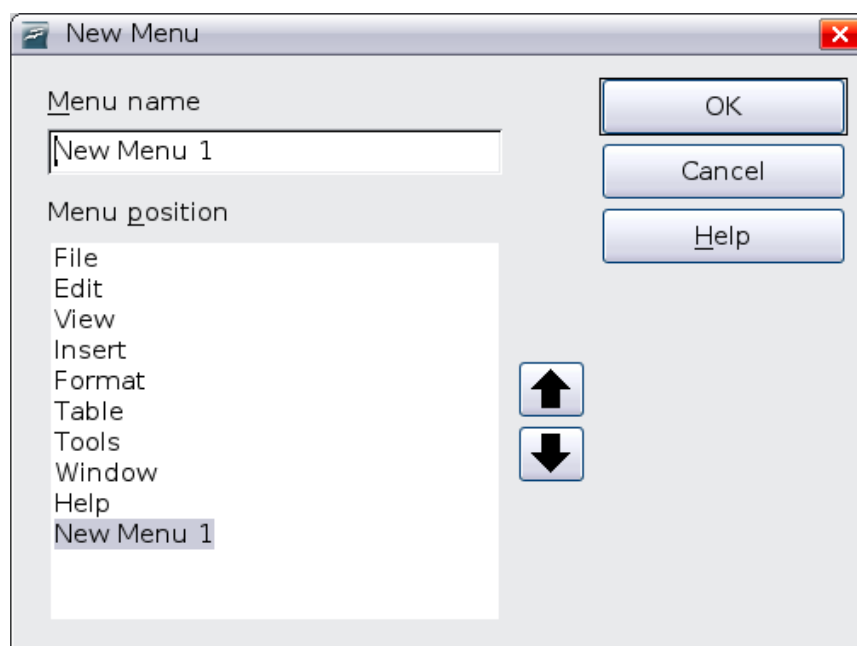 New Menu
Menu name
New Menu 1
Menu position
File
Edit
View
Insert
Format
Table
Tools
Window
Help
New Menu 1
OK
Cancel
Help